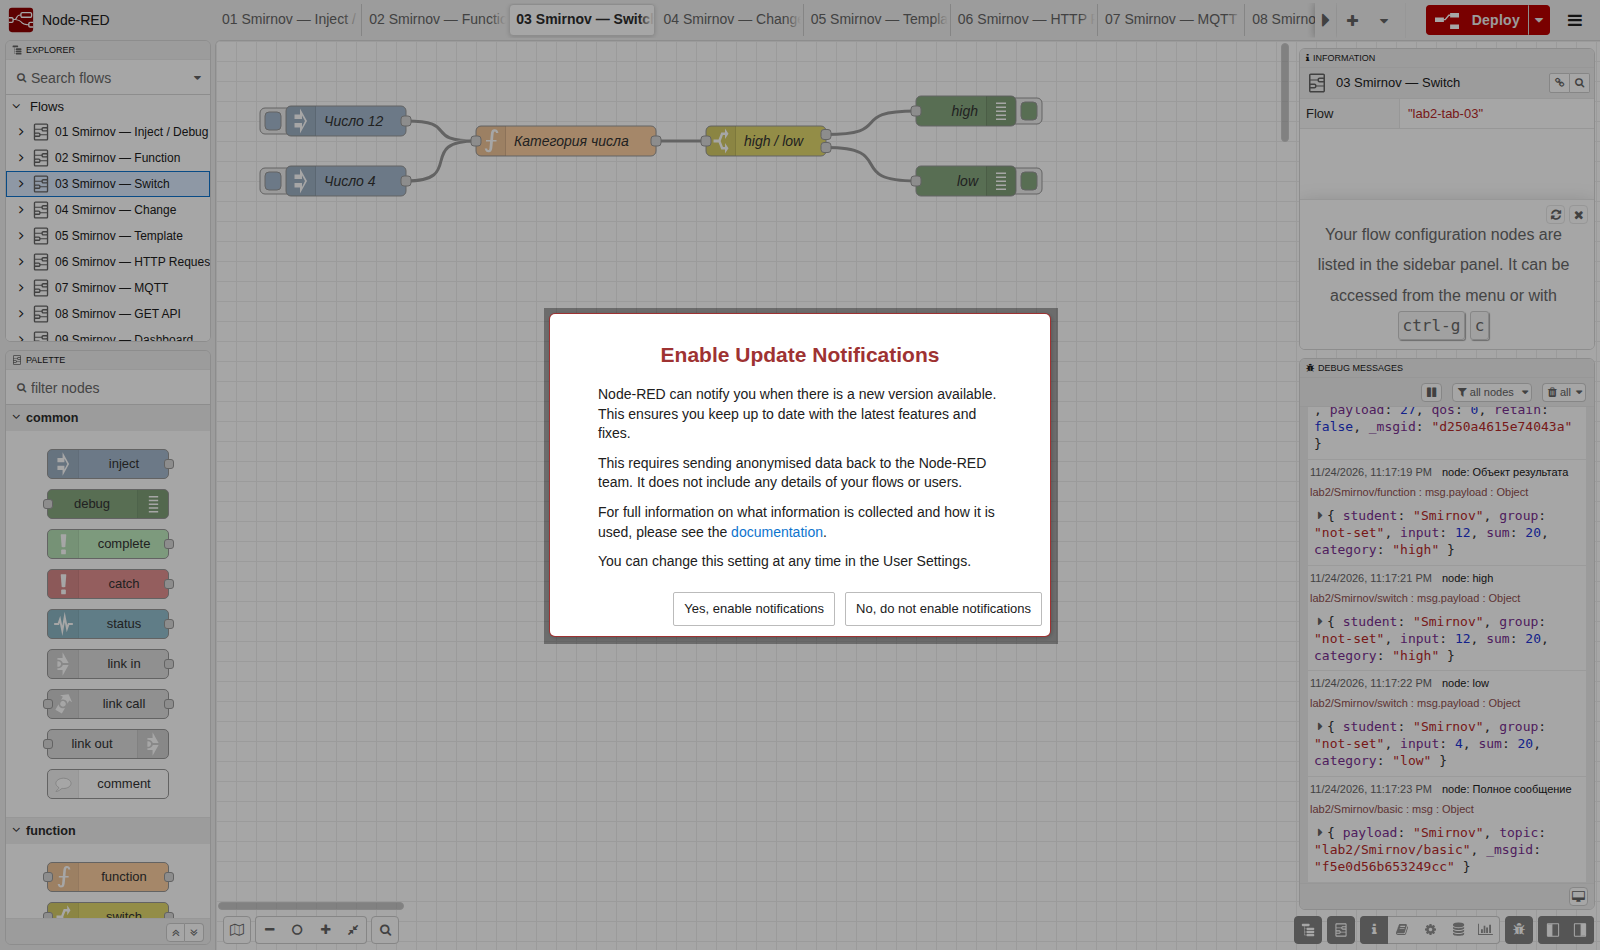 Node-RED
01 Smirnov — Inject /
02 Smirnov — Functi
03 Smirnov — Switc
04 Smirnov — Chang
05 Smirnov — Templa
06 Smirnov — HTTP
07 Smirnov — MQTT
08 Smirno
Deploy
EXPLORER
Search flows
Flows
01 Smirnov — Inject / Debug
02 Smirnov — Function
03 Smirnov — Switch
04 Smirnov — Change
05 Smirnov — Template
06 Smirnov — HTTP Reques
07 Smirnov — MQTT
08 Smirnov — GET API
09 Smirnov — Dashboard
PALETTE
filter nodes
common
inject
debug
complete
catch
status
link in
link call
link out
comment
function
function
switch
Число 12
Число 4
Категория числа
high / low
high
low
Enable Update Notifications
Node-RED can notify you when there is a new version available.
This ensures you keep up to date with the latest features and
fixes.
This requires sending anonymised data back to the Node-RED
team. It does not include any details of your flows or users.
For full information on what information is collected and how it is
used, please see the documentation.
You can change this setting at any time in the User Settings.
Yes, enable notifications
No, do not enable notifications
INFORMATION
03 Smirnov — Switch
Flow "lab2-tab-03"
Your flow configuration nodes are
listed in the sidebar panel. It can be
accessed from the menu or with
ctrl-g c
DEBUG MESSAGES
all nodes
all
, payload: 27, qos: 0, retain:
false, _msgid: "d250a4615e74043a"
}
11/24/2026, 11:17:19 PM node: Объект результата
lab2/Smirnov/function : msg.payload : Object
{ student: "Smirnov", group:
"not-set", input: 12, sum: 20,
category: "high" }
11/24/2026, 11:17:21 PM node: high
lab2/Smirnov/switch : msg.payload : Object
{ student: "Smirnov", group:
"not-set", input: 12, sum: 20,
category: "high" }
11/24/2026, 11:17:22 PM node: low
lab2/Smirnov/switch : msg.payload : Object
{ student: "Smirnov", group:
"not-set", input: 4, sum: 20,
category: "low" }
11/24/2026, 11:17:23 PM node: Полное сообщение
lab2/Smirnov/basic : msg : Object
{ payload: "Smirnov", topic:
"lab2/Smirnov/basic", _msgid:
"f5e0d56b653249cc" }